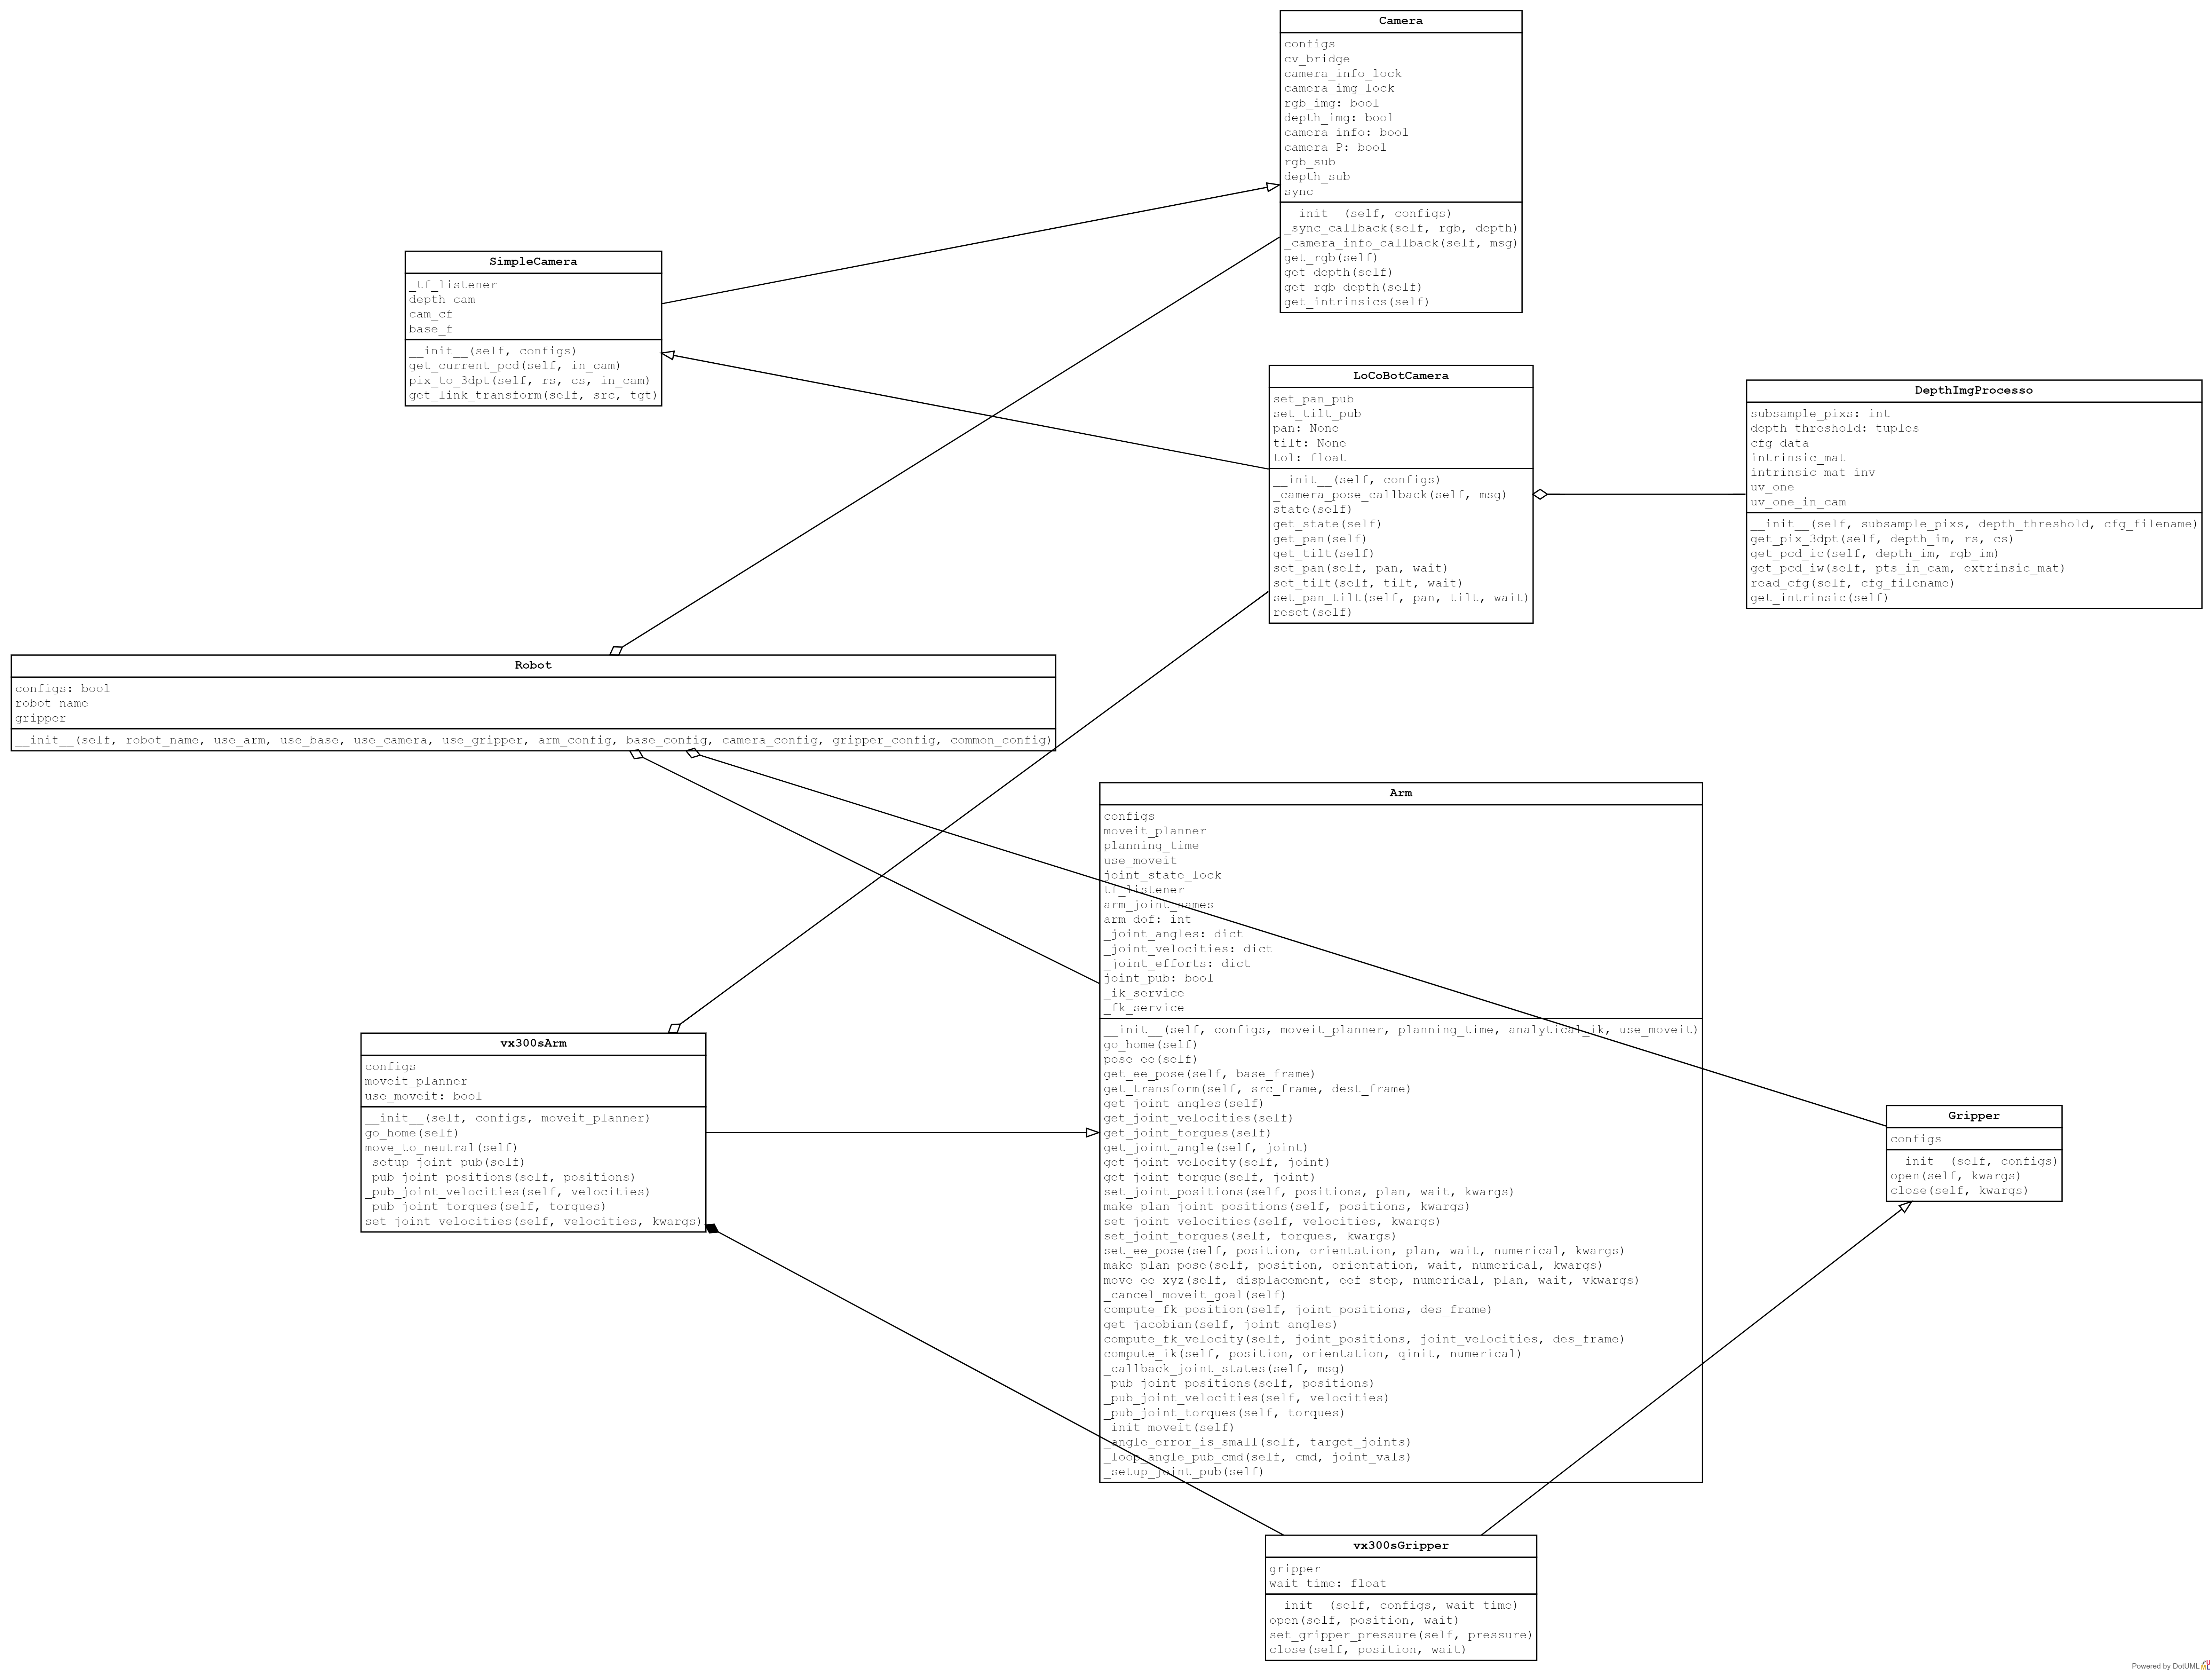 Camera
configs
cv_bridge
camera_info_lock
camera_img_lock
rgb_img: bool
depth_img: bool
camera_info: bool
camera_P: bool
rgb_sub
depth_sub
sync
__init__(self, configs)
_sync_callback(self, rgb, depth)
_camera_info_callback(self, msg)
get_rgb(self)
get_depth(self)
get_rgb_depth(self)
get_intrinsics(self)
SimpleCamera
_tf_listener
depth_cam
cam_cf
base_f
__init__(self, configs)
get_current_pcd(self, in_cam)
pix_to_3dpt(self, rs, cs, in_cam)
get_link_transform(self, src, tgt)
LoCoBotCamera
set_pan_pub
set_tilt_pub
pan: None
tilt: None
tol: float
__init__(self, configs)
_camera_pose_callback(self, msg)
state(self)
get_state(self)
get_pan(self)
get_tilt(self)
set_pan(self, pan, wait)
set_tilt(self, tilt, wait)
set_pan_tilt(self, pan, tilt, wait)
reset(self)
DepthImgProcesso
subsample_pixs: int
depth_threshold: tuples
cfg_data
intrinsic_mat
intrinsic_mat_inv
uv_one
uv_one_in_cam
__init__(self, subsample_pixs, depth_threshold, cfg_filename)
get_pix_3dpt(self, depth_im, rs, cs)
get_pcd_ic(self, depth_im, rgb_im)
get_pcd_iw(self, pts_in_cam, extrinsic_mat)
read_cfg(self, cfg_filename)
get_intrinsic(self)
Robot
configs: bool
robot_name
gripper
__init__(self, robot_name, use_arm, use_base, use_camera, use_gripper, arm_config, base_config, camera_config, gripper_config, common_config)
Arm
configs
moveit_planner
planning_time
use_moveit
joint_state_lock
tf_listener
arm_joint_names
arm_dof: int
_joint_angles: dict
_joint_velocities: dict
_joint_efforts: dict
joint_pub: bool
_ik_service
_fk_service
__init__(self, configs, moveit_planner, planning_time, analytical_ik, use_moveit)
go_home(self)
pose_ee(self)
get_ee_pose(self, base_frame)
get_transform(self, src_frame, dest_frame)
get_joint_angles(self)
get_joint_velocities(self)
get_joint_torques(self)
get_joint_angle(self, joint)
get_joint_velocity(self, joint)
get_joint_torque(self, joint)
set_joint_positions(self, positions, plan, wait, kwargs)
make_plan_joint_positions(self, positions, kwargs)
set_joint_velocities(self, velocities, kwargs)
set_joint_torques(self, torques, kwargs)
set_ee_pose(self, position, orientation, plan, wait, numerical, kwargs)
make_plan_pose(self, position, orientation, wait, numerical, kwargs)
move_ee_xyz(self, displacement, eef_step, numerical, plan, wait, vkwargs)
_cancel_moveit_goal(self)
compute_fk_position(self, joint_positions, des_frame)
get_jacobian(self, joint_angles)
compute_fk_velocity(self, joint_positions, joint_velocities, des_frame)
compute_ik(self, position, orientation, qinit, numerical)
_callback_joint_states(self, msg)
_pub_joint_positions(self, positions)
_pub_joint_velocities(self, velocities)
_pub_joint_torques(self, torques)
_init_moveit(self)
_angle_error_is_small(self, target_joints)
_loop_angle_pub_cmd(self, cmd, joint_vals)
_setup_joint_pub(self)
vx300sArm
configs
moveit_planner
use_moveit: bool
__init__(self, configs, moveit_planner)
go_home(self)
move_to_neutral(self)
_setup_joint_pub(self)
_pub_joint_positions(self, positions)
_pub_joint_velocities(self, velocities)
_pub_joint_torques(self, torques)
set_joint_velocities(self, velocities, kwargs)
Gripper
configs
__init__(self, configs)
open(self, kwargs)
close(self, kwargs)
vx300sGripper
gripper
wait_time: float
__init__(self, configs, wait_time)
open(self, position, wait)
set_gripper_pressure(self, pressure)
close(self, position, wait)
Powered by DotUML